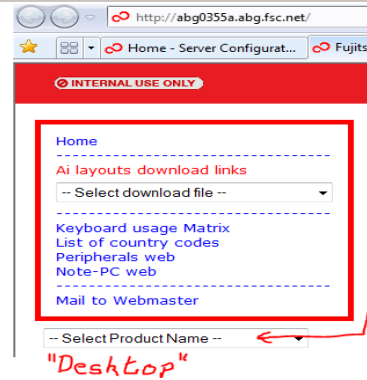 http://abg0355a.abg.fsc.net/
Home - Server Configurat... Fujits
INTERNAL USE ONLY
Home
------------------------------------
Ai layouts download links
-- Select download file --
------------------------------------
Keyboard usage Matrix
List of country codes
Peripherals web
Note-PC web
------------------------------------
Mail to Webmaster
-- Select Product Name --
"Desktop"